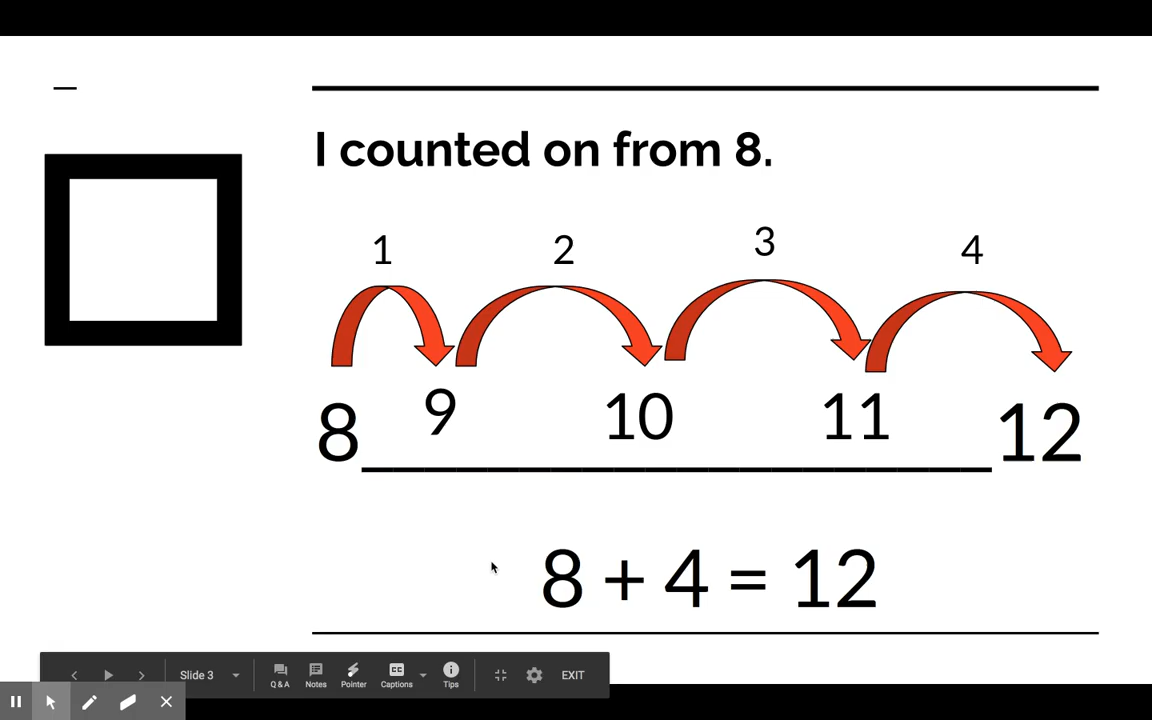 I counted on from 8.
1 2 3 4
8 9 10 11 12
8 + 4 = 12
Slide 3 Q & A Notes Pointer CC Captions Tips EXIT